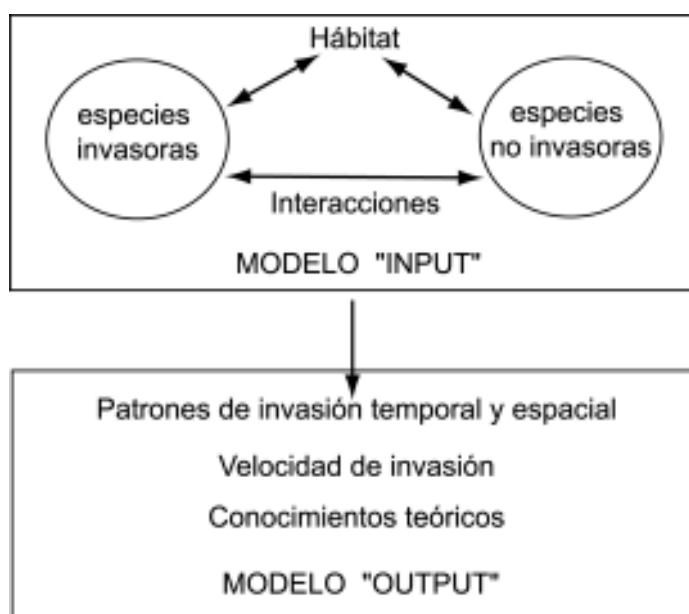 Hábitat
especies
invasoras
especies
no invasoras
Interacciones
MODELO "INPUT"
Patrones de invasión temporal y espacial
Velocidad de invasión
Conocimientos teóricos
MODELO "OUTPUT"